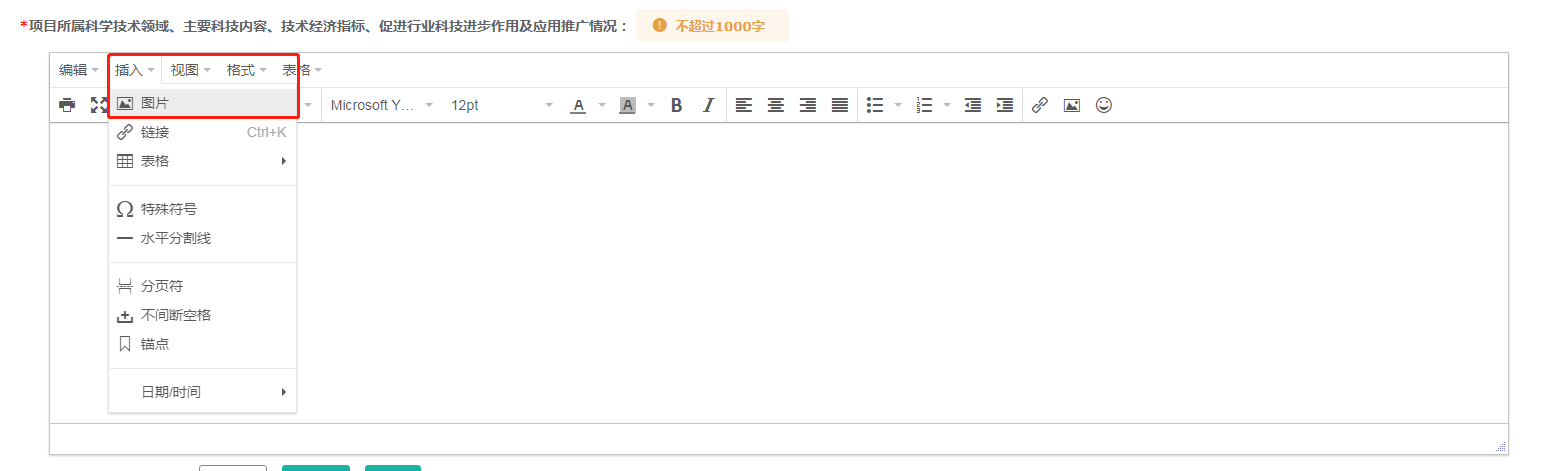 *项目所属科学技术领域、主要科技内容、技术经济指标、促进行业科技进步作用及应用推广情况： 不超过1000字
编辑 插入 视图 格式 表格
Microsoft Y... 12pt A A B I
图片
链接 Ctrl+K
表格
特殊符号
水平分割线
分页符
不间断空格
锚点
日期/时间